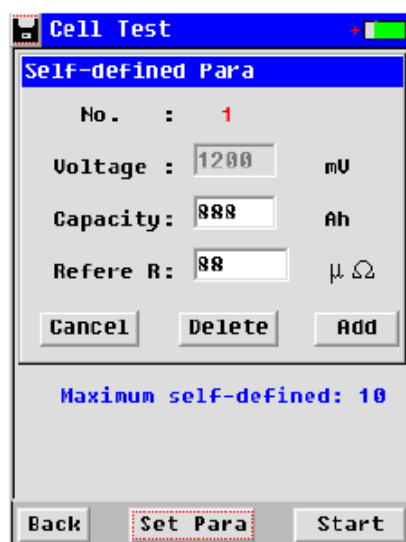 Cell Test
Self-defined Para
No. : 1
Voltage : 1200 mV
Capacity: 888 Ah
Refere R: 88 μ Ω
Cancel Delete Add
Maximum self-defined: 10
Back Set Para Start